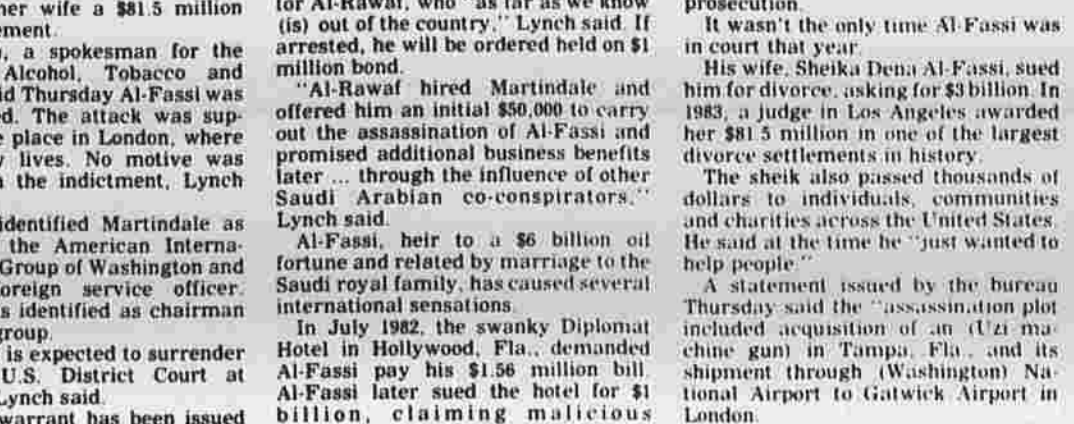 her wife a $81.5 million
ement.
, a spokesman for the
Alcohol, Tobacco and
id Thursday Al-Fassi was
ed. The attack was sup-
e place in London, where
y lives. No motive was
n the indictment, Lynch
identified Martindale as
the American Interna-
Group of Washington and
oreign service officer.
s identified as chairman
group.
is expected to surrender
U.S. District Court at
Lynch said.
warrant has been issued
for Al-Rawaf, who "as far as we know
(is) out of the country," Lynch said. If
arrested, he will be ordered held on $1
million bond.
"Al-Rawaf hired Martindale and
offered him an initial $50,000 to carry
out the assassination of Al-Fassi and
promised additional business benefits
later ... through the influence of other
Saudi Arabian co-conspirators,"
Lynch said.
Al-Fassi, heir to a $6 billion oil
fortune and related by marriage to the
Saudi royal family, has caused several
international sensations.
In July 1982, the swanky Diplomat
Hotel in Hollywood, Fla., demanded
Al-Fassi pay his $1.56 million bill.
Al-Fassi later sued the hotel for $1
billion, claiming malicious
prosecution.
It wasn't the only time Al-Fassi was
in court that year.
His wife, Sheika Dena Al-Fassi, sued
him for divorce, asking for $3 billion. In
1983, a judge in Los Angeles awarded
her $81.5 million in one of the largest
divorce settlements in history.
The sheik also passed thousands of
dollars to individuals, communities
and charities across the United States.
He said at the time he "just wanted to
help people."
A statement issued by the bureau
Thursday said the "assassination plot
included acquisition of an (Uzi ma-
chine gun) in Tampa, Fla., and its
shipment through (Washington) Na-
tional Airport to Gatwick Airport in
London.